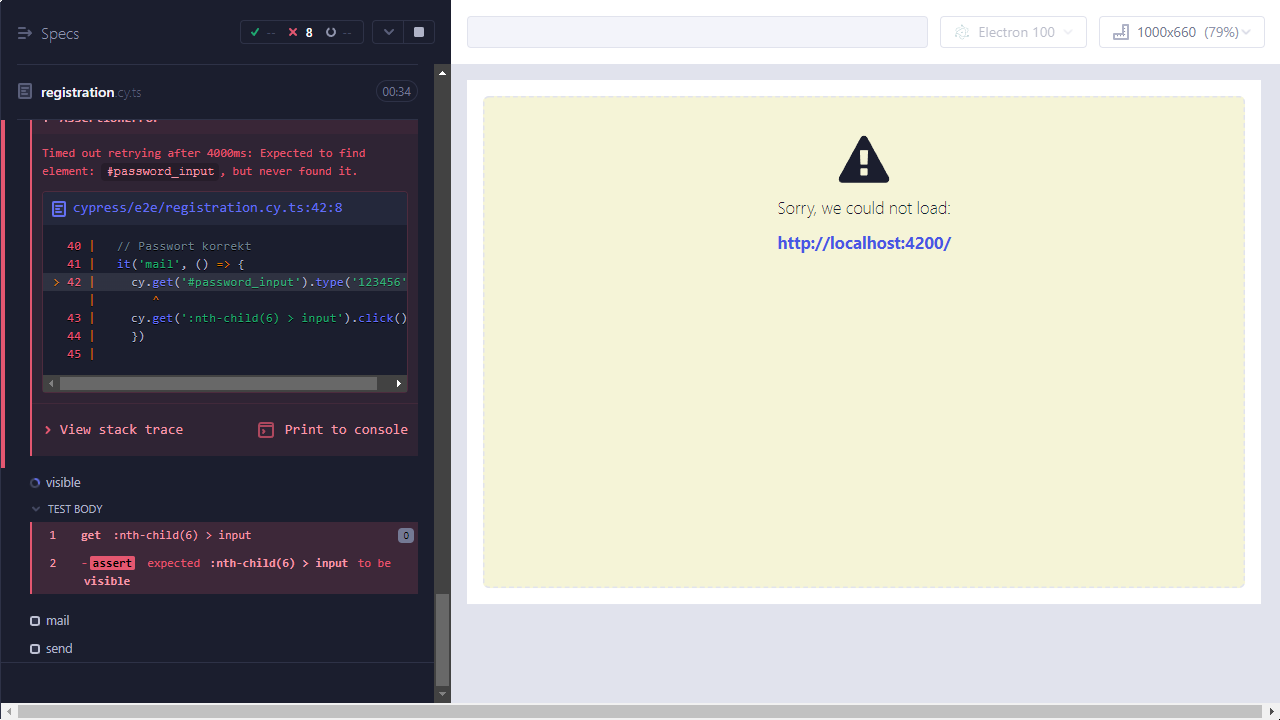 Specs
-- 8 --
Electron 100
1000x660 (79%)
registration.cy.ts
00:34
AssertionError
Timed out retrying after 4000ms: Expected to find
element: #password_input, but never found it.
cypress/e2e/registration.cy.ts:42:8
40 | // Passwort korrekt
41 | it('mail', () => {
> 42 | cy.get('#password_input').type('123456'
| ^
43 | cy.get(':nth-child(6) > input').click()
44 | })
45 |
View stack trace
Print to console
visible
TEST BODY
1 get :nth-child(6) > input 0
2 -assert expected :nth-child(6) > input to be
visible
mail
send
Sorry, we could not load:
http://localhost:4200/